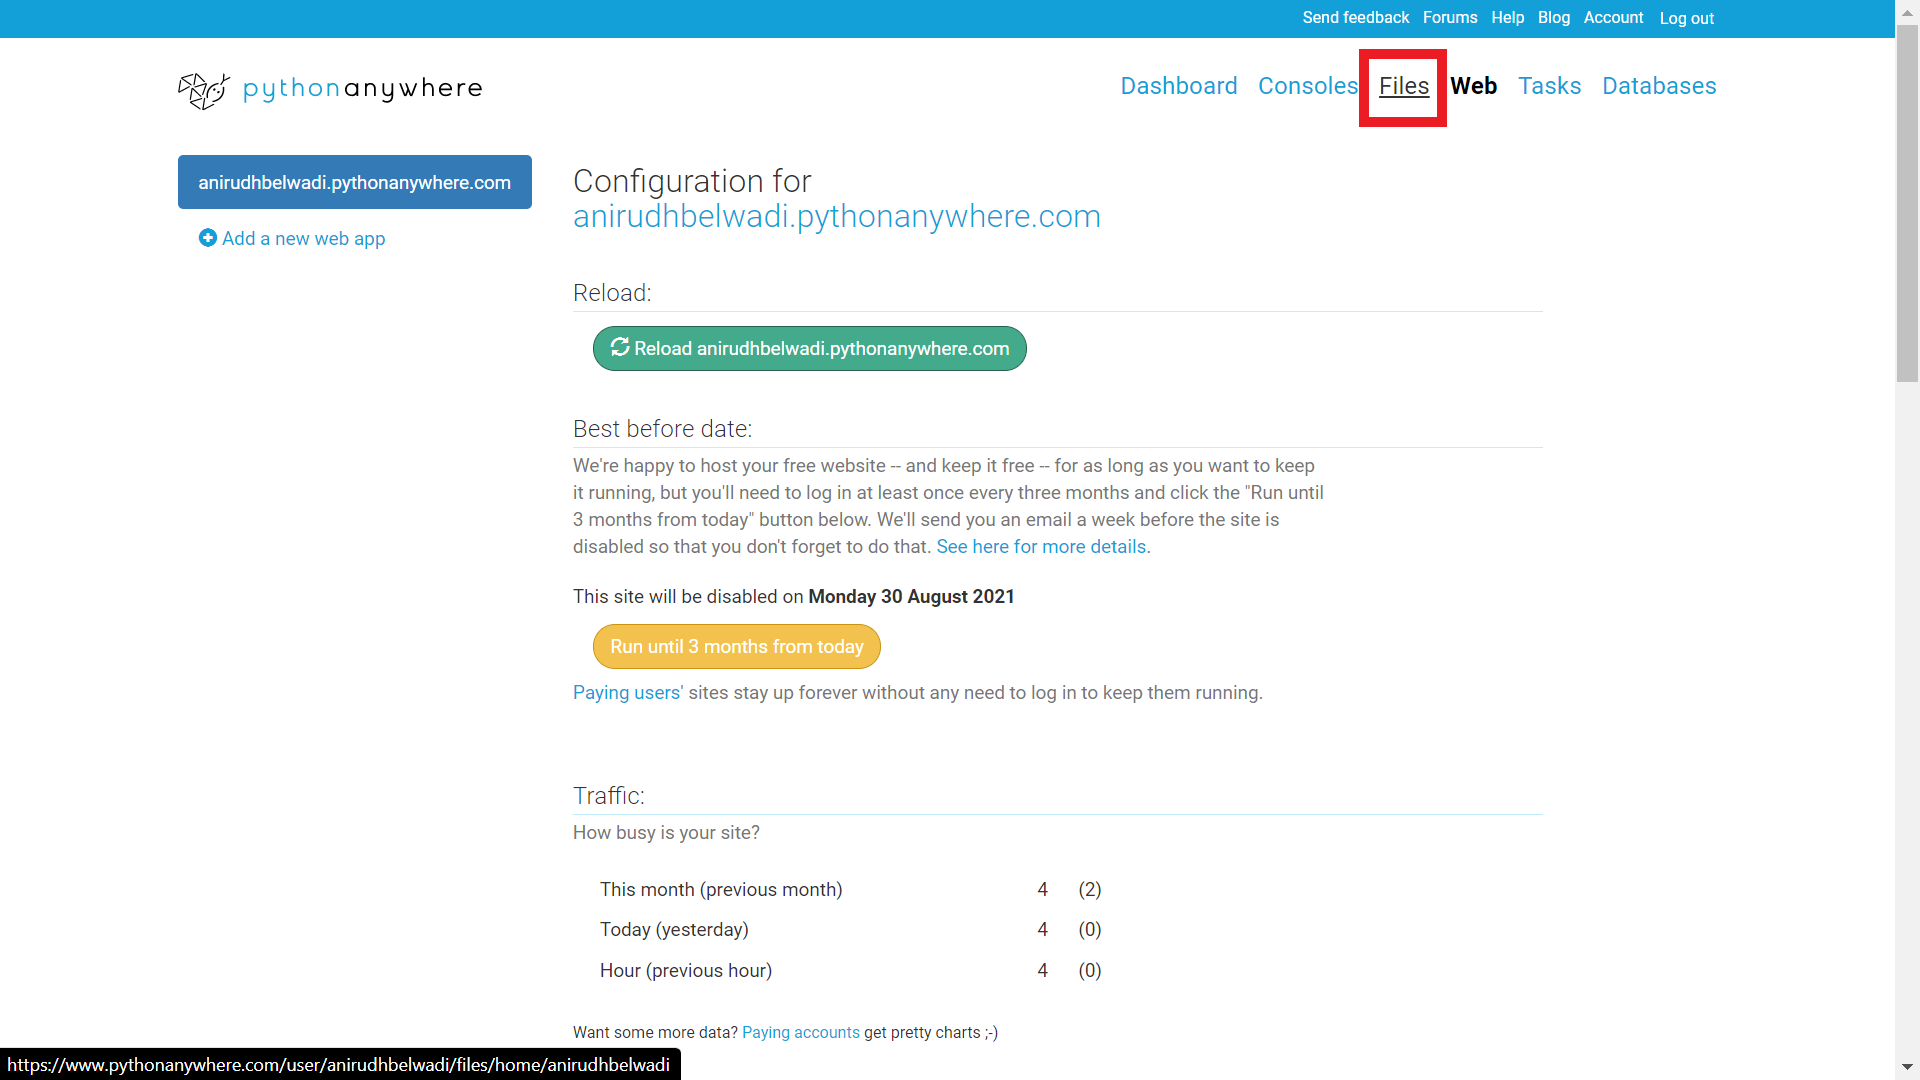 Send feedback Forums Help Blog Account Log out
pythonanywhere
Dashboard Consoles Files Web Tasks Databases
anirudhbelwadi.pythonanywhere.com
Add a new web app
Configuration for
anirudhbelwadi.pythonanywhere.com
Reload:
Reload anirudhbelwadi.pythonanywhere.com
Best before date:
We're happy to host your free website -- and keep it free -- for as long as you want to keep
it running, but you'll need to log in at least once every three months and click the "Run until
3 months from today" button below. We'll send you an email a week before the site is
disabled so that you don't forget to do that. See here for more details.
This site will be disabled on Monday 30 August 2021
Run until 3 months from today
Paying users' sites stay up forever without any need to log in to keep them running.
Traffic:
How busy is your site?
This month (previous month) 4 (2)
Today (yesterday) 4 (0)
Hour (previous hour) 4 (0)
Want some more data? Paying accounts get pretty charts ;-)
https://www.pythonanywhere.com/user/anirudhbelwadi/files/home/anirudhbelwadi